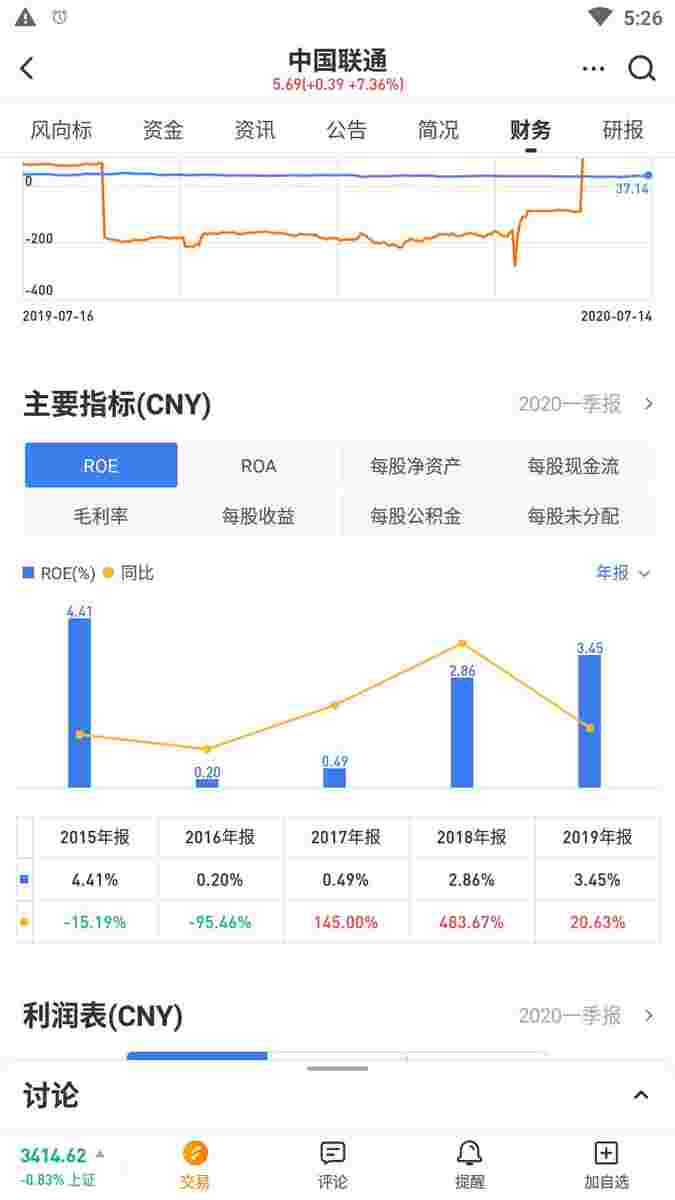 5:26
中国联通
5.69(+0.39 +7.36%)
风向标 资金 资讯 公告 简况 财务 研报
0
37.14
-200
-400
2019-07-16 2020-07-14
主要指标(CNY) 2020一季报
ROE ROA 每股净资产 每股现金流
毛利率 每股收益 每股公积金 每股未分配
ROE(%) 同比 年报
4.41
3.45
2.86
0.49
0.20
2015年报 2016年报 2017年报 2018年报 2019年报
4.41% 0.20% 0.49% 2.86% 3.45%
-15.19% -95.46% 145.00% 483.67% 20.63%
利润表(CNY) 2020一季报
讨论
3414.62
-0.83% 上证
交易 评论 提醒 加自选